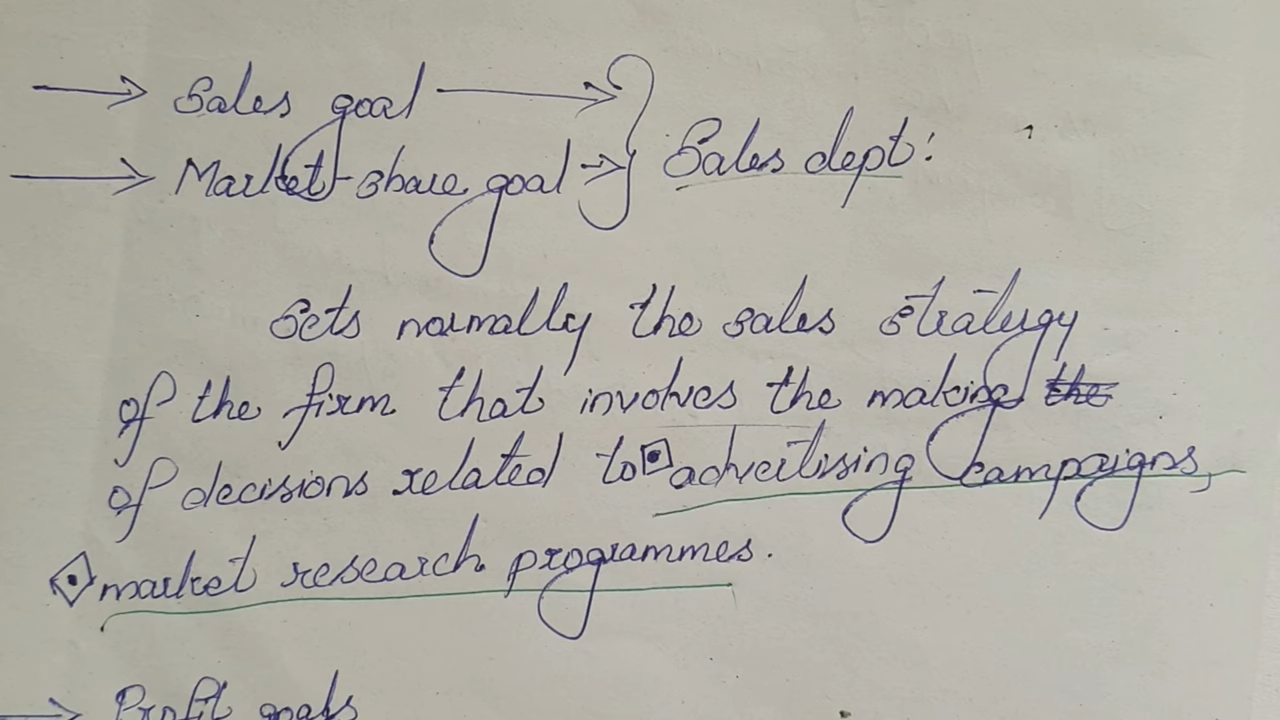 → Sales goal →
→ Market-share goal → } Sales dept:
Sets normally the sales strategy
of the firm that involves the making the
of decisions related to advertising campaigns,
market research programmes.
→ Profit goals